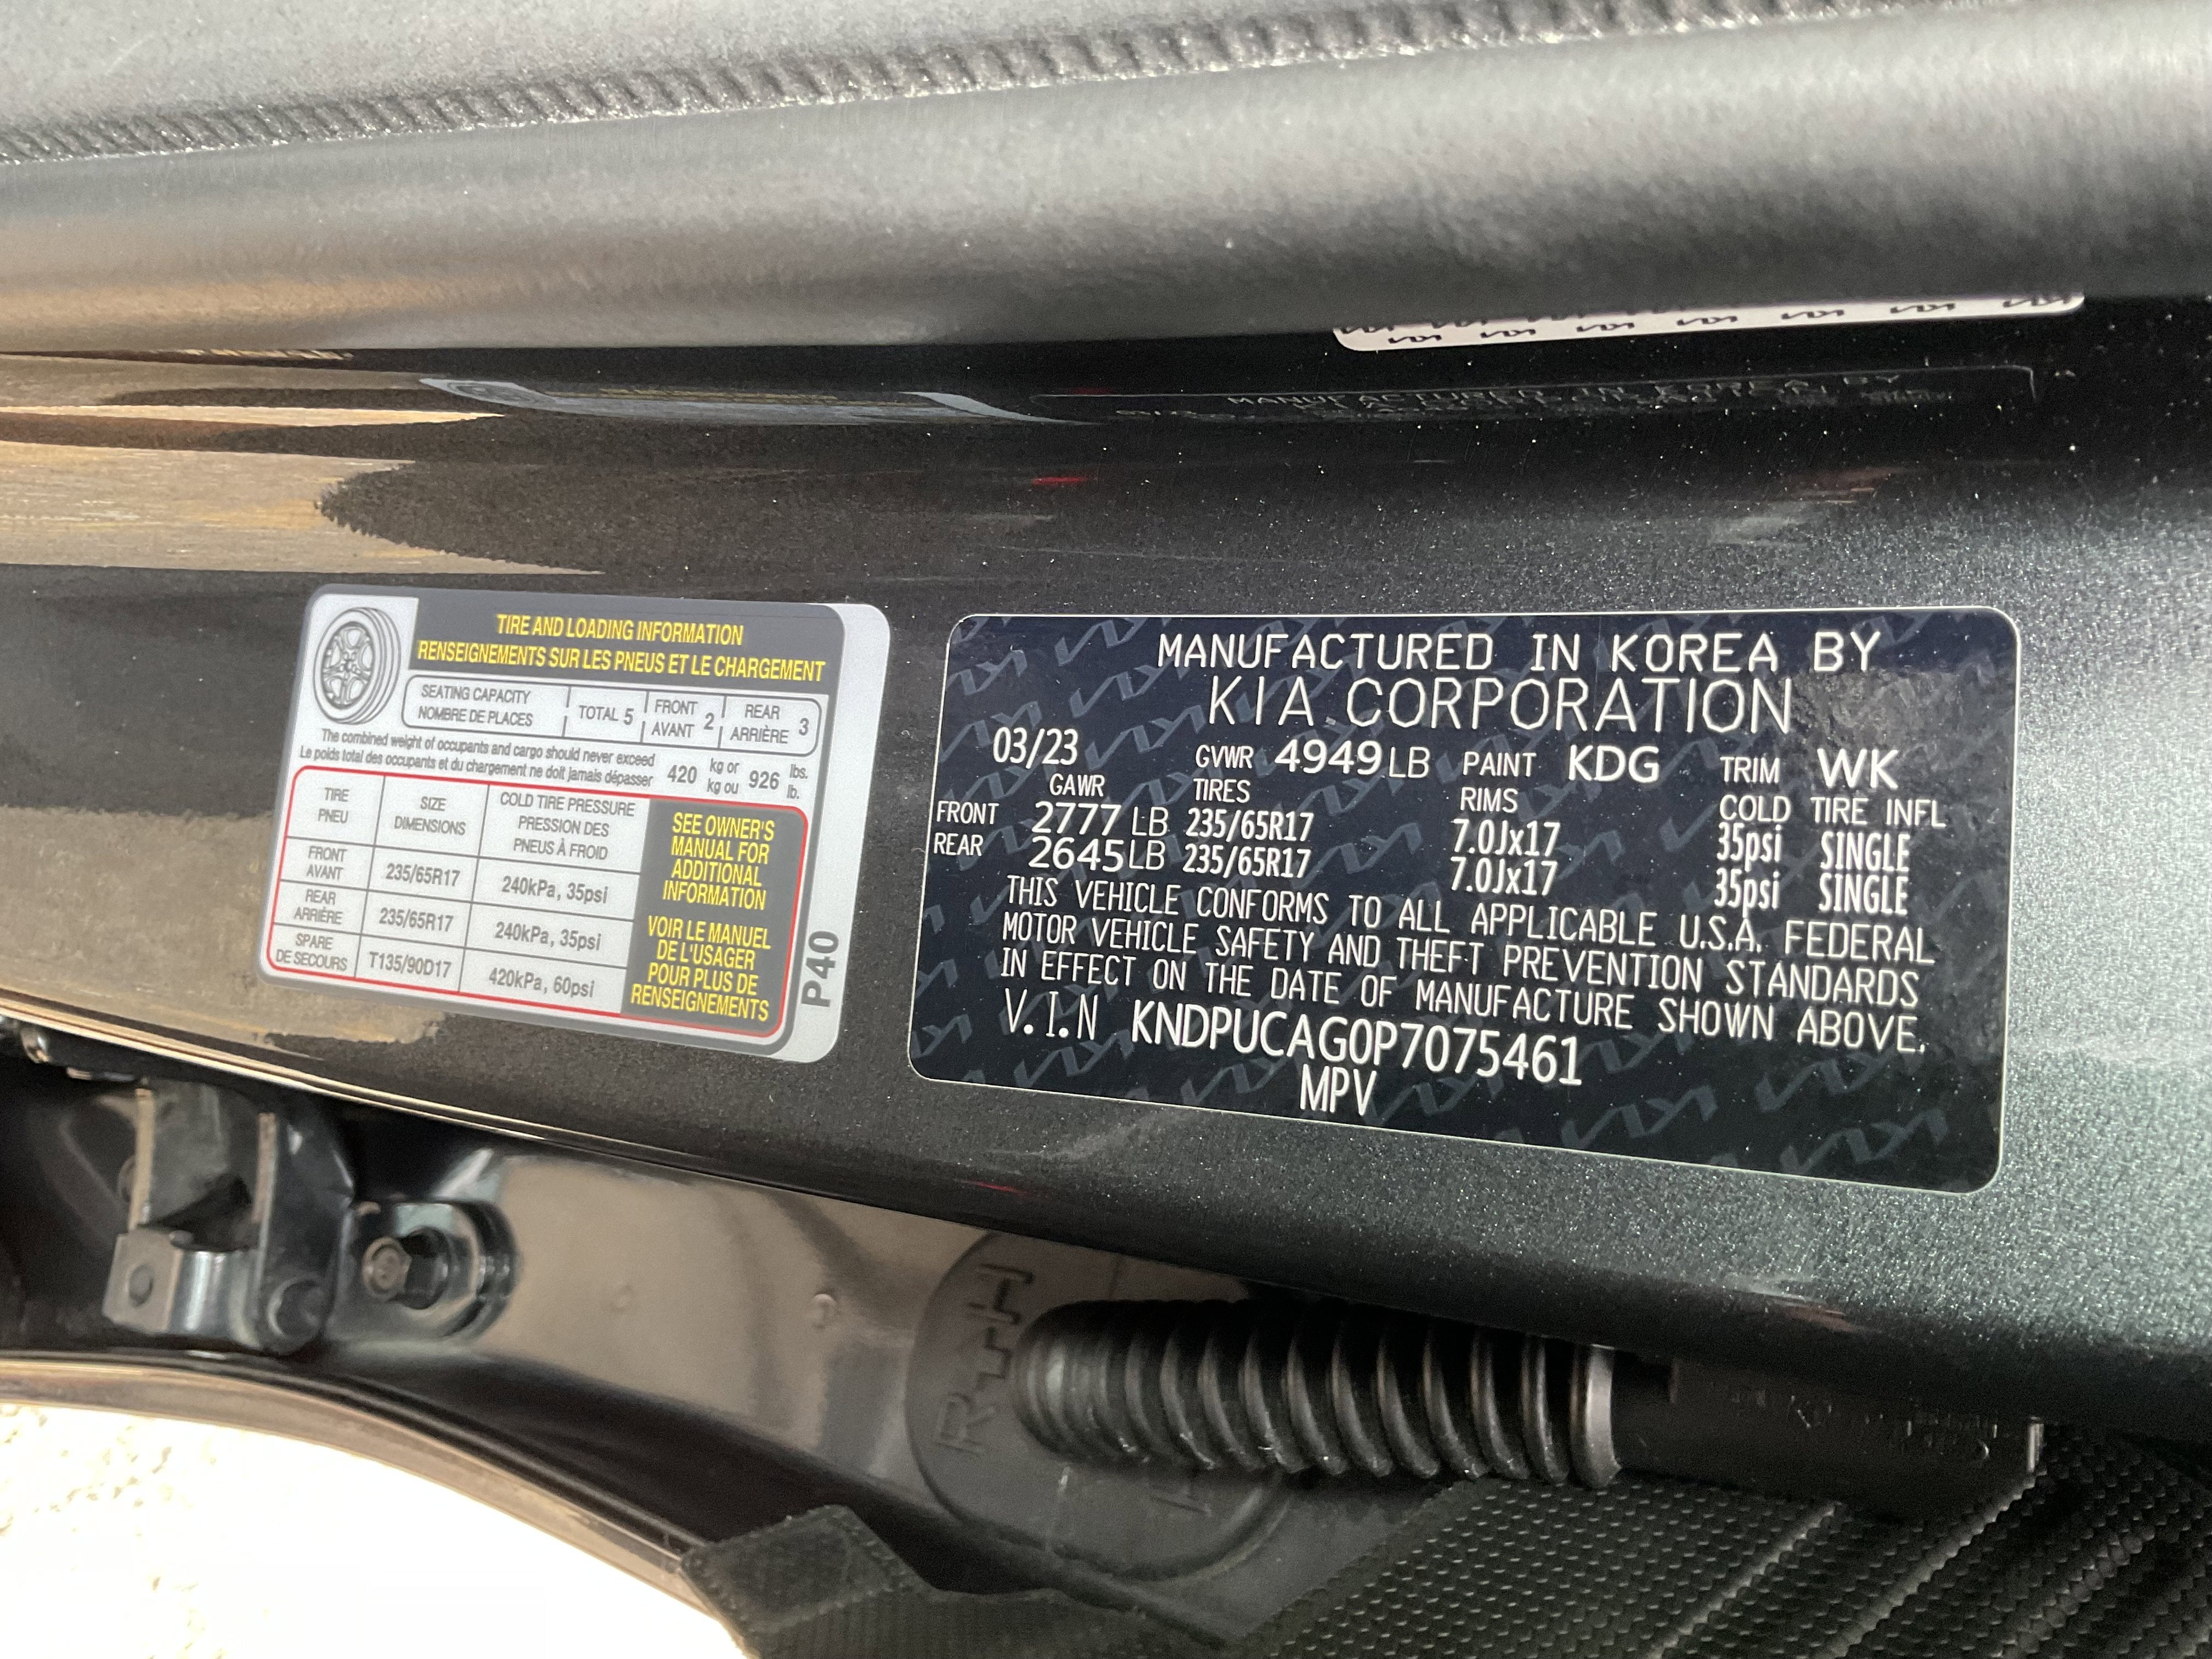 TIRE AND LOADING INFORMATION
RENSEIGNEMENTS SUR LES PNEUS ET LE CHARGEMENT
SEATING CAPACITY
NOMBRE DE PLACES
TOTAL 5
FRONT
AVANT 2
REAR
ARRIÈRE 3
The combined weight of occupants and cargo should never exceed
Le poids total des occupants et du chargement ne doit jamais dépasser
420 kg or
kg ou
926 lbs.
lb.
TIRE
PNEU
SIZE
DIMENSIONS
COLD TIRE PRESSURE
PRESSION DES
PNEUS À FROID
FRONT
AVANT
235/65R17
240kPa, 35psi
REAR
ARRIÈRE
235/65R17
240kPa, 35psi
SPARE
DE SECOURS
T135/90D17
420kPa, 60psi
SEE OWNER'S
MANUAL FOR
ADDITIONAL
INFORMATION
VOIR LE MANUEL
DE L'USAGER
POUR PLUS DE
RENSEIGNEMENTS
P40
MANUFACTURED IN KOREA BY
KIA CORPORATION
03/23 GVWR 4949 LB PAINT KDG TRIM WK
GAWR TIRES RIMS COLD TIRE INFL
FRONT 2777 LB 235/65R17 7.0Jx17 35psi SINGLE
REAR 2645 LB 235/65R17 7.0Jx17 35psi SINGLE
THIS VEHICLE CONFORMS TO ALL APPLICABLE U.S.A. FEDERAL
MOTOR VEHICLE SAFETY AND THEFT PREVENTION STANDARDS
IN EFFECT ON THE DATE OF MANUFACTURE SHOWN ABOVE.
V.I.N KNDPUCAG0P7075461
MPV